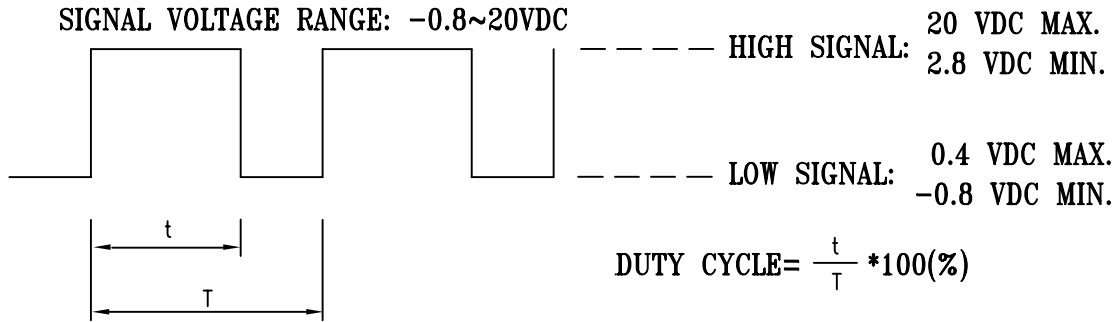 SIGNAL VOLTAGE RANGE: -0.8~20VDC
HIGH SIGNAL: 20 VDC MAX.
2.8 VDC MIN.
LOW SIGNAL: 0.4 VDC MAX.
-0.8 VDC MIN.
t
T
DUTY CYCLE= t/T *100(%)